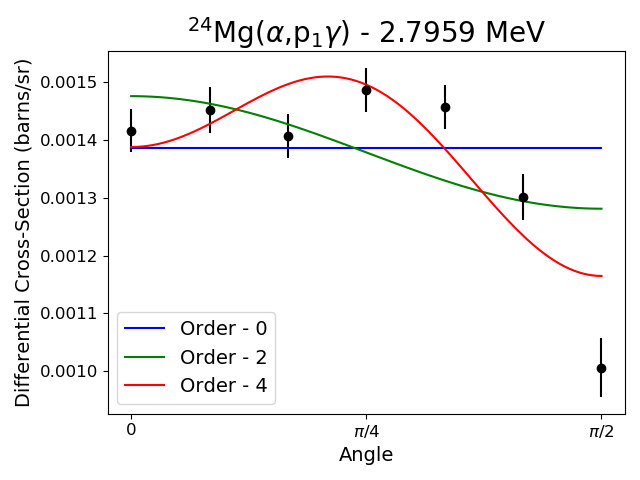 ²⁴Mg(α,p₁γ) - 2.7959 MeV
Differential Cross-Section (barns/sr)
0.0015
0.0014
0.0013
0.0012
0.0011
0.0010
Order - 0
Order - 2
Order - 4
0 π/4 π/2
Angle